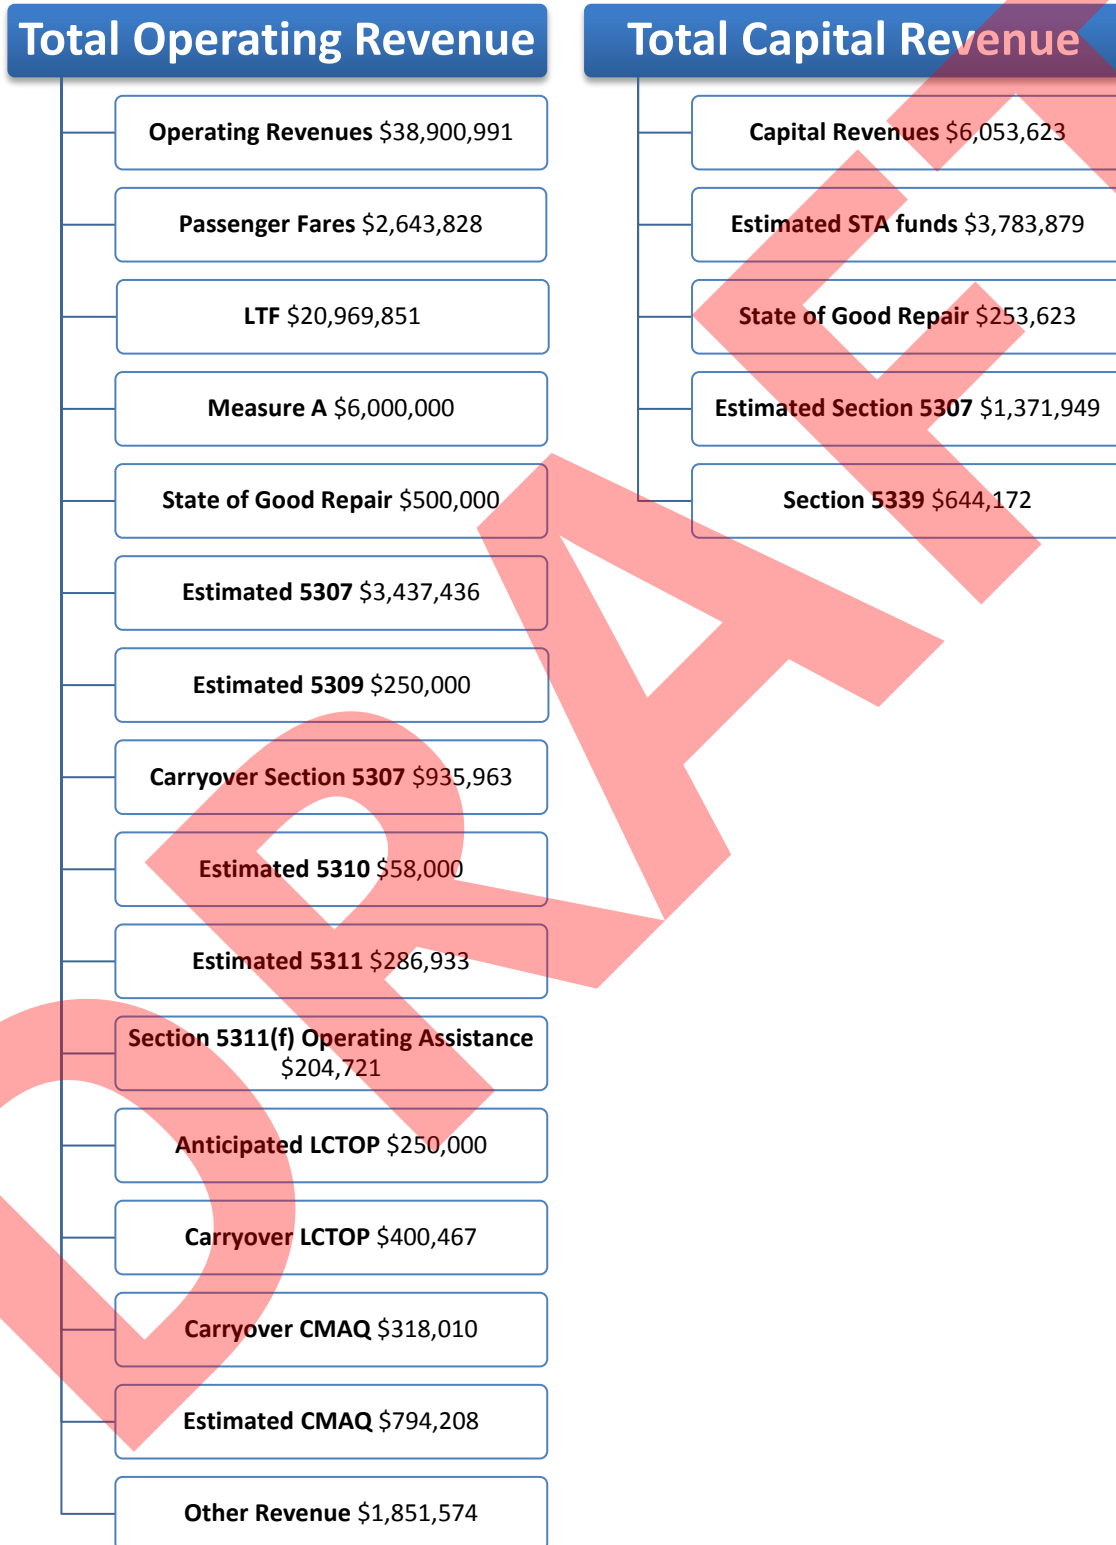 Total Operating Revenue
Operating Revenues $38,900,991
Passenger Fares $2,643,828
LTF $20,969,851
Measure A $6,000,000
State of Good Repair $500,000
Estimated 5307 $3,437,436
Estimated 5309 $250,000
Carryover Section 5307 $935,963
Estimated 5310 $58,000
Estimated 5311 $286,933
Section 5311(f) Operating Assistance
$204,721
Anticipated LCTOP $250,000
Carryover LCTOP $400,467
Carryover CMAQ $318,010
Estimated CMAQ $794,208
Other Revenue $1,851,574
Total Capital Revenue
Capital Revenues $6,053,623
Estimated STA funds $3,783,879
State of Good Repair $253,623
Estimated Section 5307 $1,371,949
Section 5339 $644,172
DRAFT